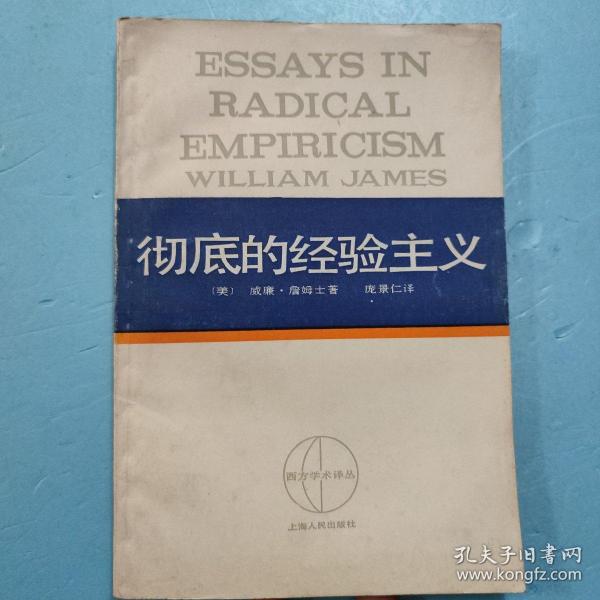 ESSAYS IN
RADICAL
EMPIRICISM
WILLIAM JAMES
彻底的经验主义
〔美〕 威廉·詹姆士著 庞景仁译
西方学术译丛
上海人民出版社
孔夫子旧书网
www.kongfz.com